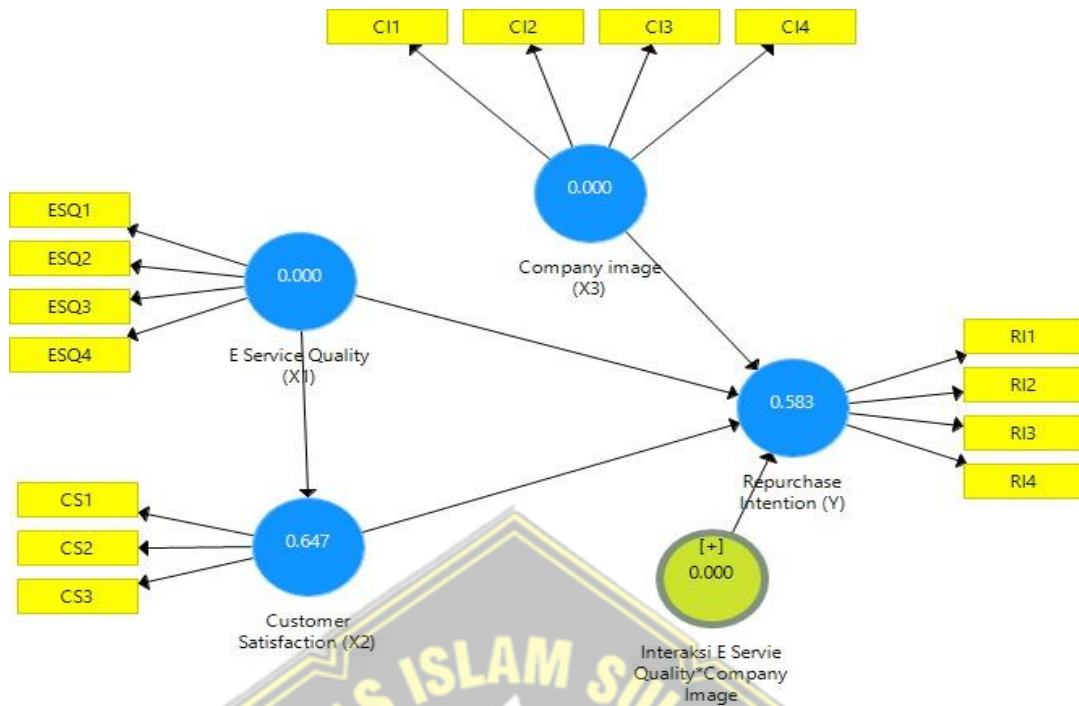 CI1
CI2
CI3
CI4
0.000
Company image
(X3)
ESQ1
ESQ2
ESQ3
ESQ4
0.000
E Service Quality
(X1)
RI1
RI2
RI3
RI4
0.583
Repurchase
Intention (Y)
CS1
CS2
CS3
0.647
Customer
Satisfaction (X2)
[+]
0.000
Interaksi E Servie
Quality*Company
Image
ISLAM